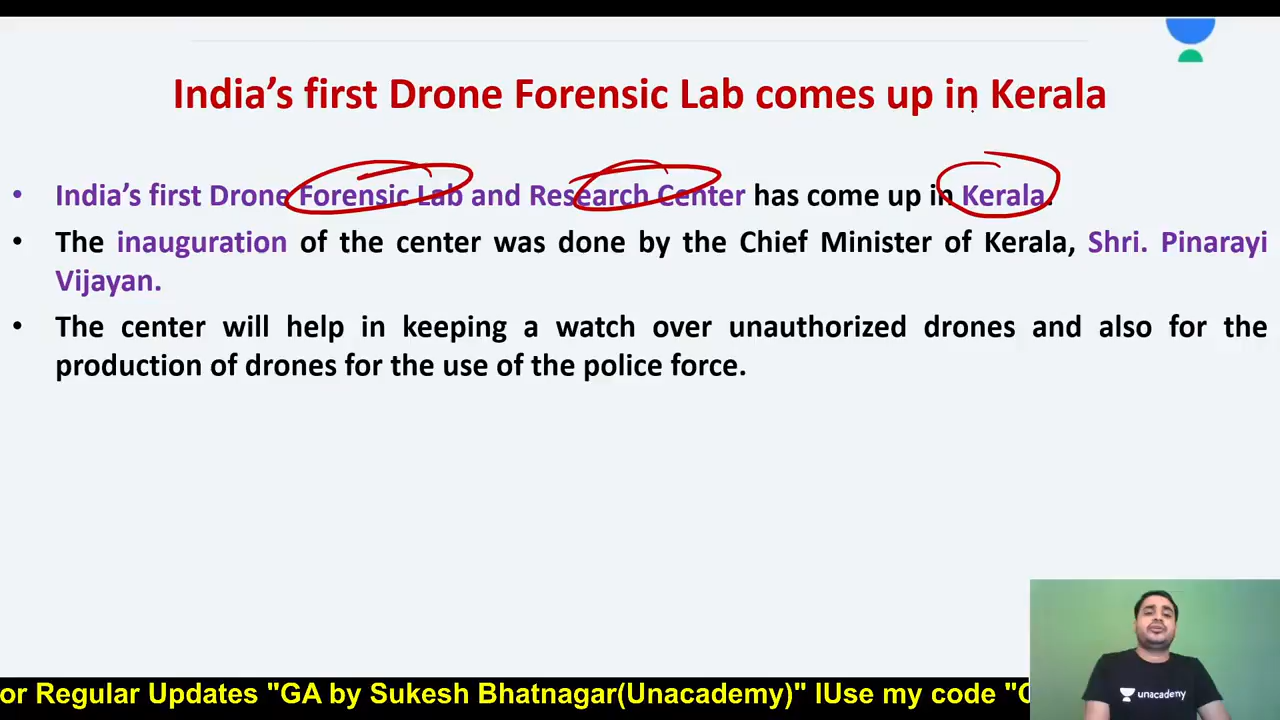 India's first Drone Forensic Lab comes up in Kerala
• India's first Drone Forensic Lab and Research Center has come up in Kerala.
• The inauguration of the center was done by the Chief Minister of Kerala, Shri. Pinarayi
Vijayan.
• The center will help in keeping a watch over unauthorized drones and also for the
production of drones for the use of the police force.
unacademy
or Regular Updates "GA by Sukesh Bhatnagar(Unacademy)" IUse my code "